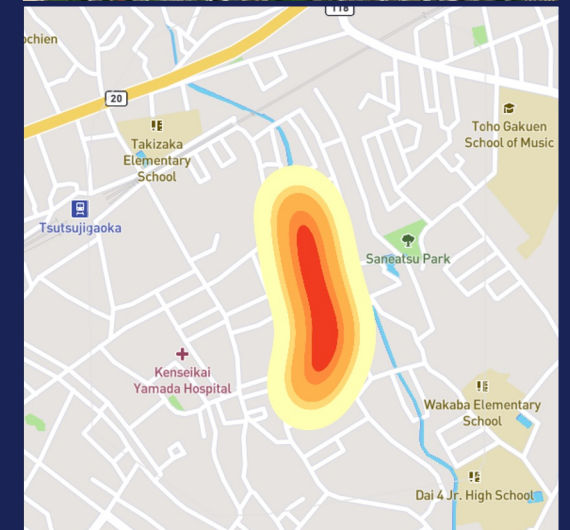 118
ochien
20
Takizaka
Elementary
School
Toho Gakuen
School of Music
Tsutsujigaoka
Saneatsu Park
Kenseikai
Yamada Hospital
Wakaba Elementary
School
Dai 4 Jr. High School